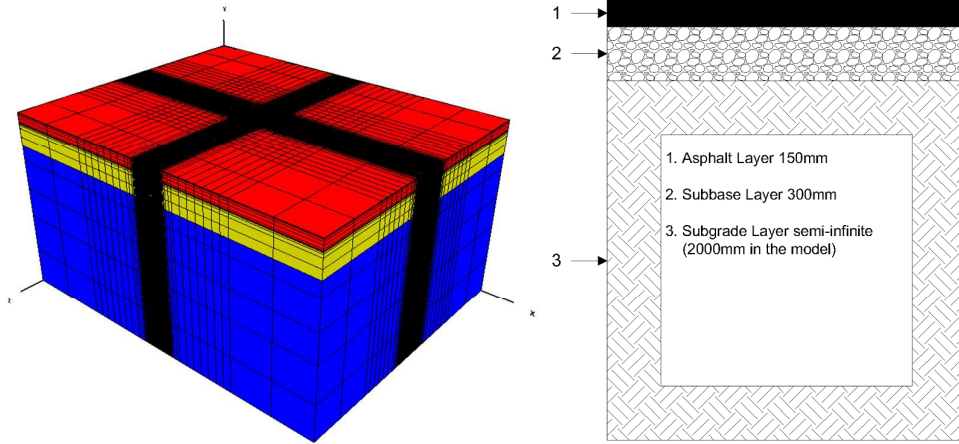 Y
x
1
2
3
1. Asphalt Layer 150mm
2. Subbase Layer 300mm
3. Subgrade Layer semi-infinite
(2000mm in the model)